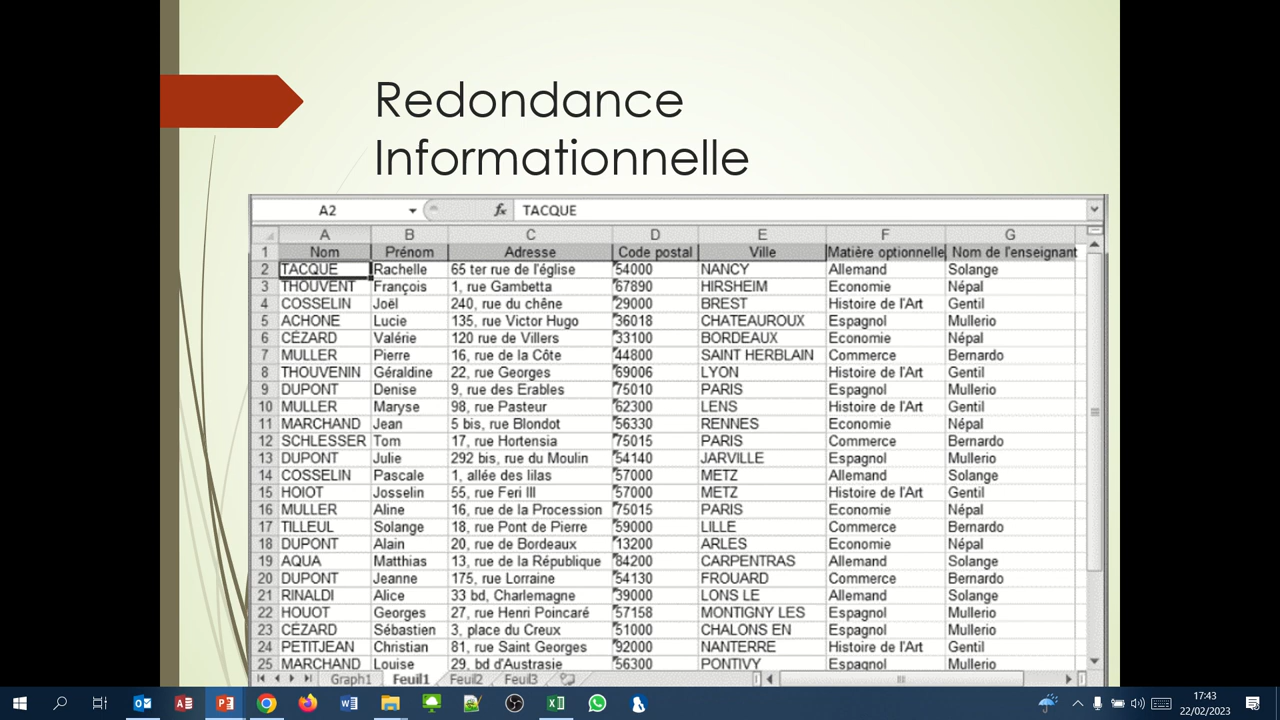 Redondance
Informationnelle
A2 fx TACQUE
A B C D E F G
1 Nom Prénom Adresse Code postal Ville Matière optionnelle Nom de l'enseignant
2 TACQUE Rachelle 65 ter rue de l'église 54000 NANCY Allemand Solange
3 THOUVENT François 1, rue Gambetta 67890 HIRSHEIM Economie Népal
4 COSSELIN Joël 240, rue du chêne 29000 BREST Histoire de l'Art Gentil
5 ACHONE Lucie 135, rue Victor Hugo 36018 CHATEAUROUX Espagnol Mullerio
6 CÉZARD Valérie 120 rue de Villers 33100 BORDEAUX Economie Népal
7 MULLER Pierre 16, rue de la Côte 44800 SAINT HERBLAIN Commerce Bernardo
8 THOUVENIN Géraldine 22, rue Georges 69006 LYON Histoire de l'Art Gentil
9 DUPONT Denise 9, rue des Erables 75010 PARIS Espagnol Mullerio
10 MULLER Maryse 98, rue Pasteur 62300 LENS Histoire de l'Art Gentil
11 MARCHAND Jean 5 bis, rue Blondot 56330 RENNES Economie Népal
12 SCHLESSER Tom 17, rue Hortensia 75015 PARIS Commerce Bernardo
13 DUPONT Julie 292 bis, rue du Moulin 54140 JARVILLE Espagnol Mullerio
14 COSSELIN Pascale 1, allée des lilas 57000 METZ Allemand Solange
15 HOIOT Josselin 55, rue Feri III 57000 METZ Histoire de l'Art Gentil
16 MULLER Aline 16, rue de la Procession 75015 PARIS Economie Népal
17 TILLEUL Solange 18, rue Pont de Pierre 59000 LILLE Commerce Bernardo
18 DUPONT Alain 20, rue de Bordeaux 13200 ARLES Economie Népal
19 AQUA Matthias 13, rue de la République 84200 CARPENTRAS Allemand Solange
20 DUPONT Jeanne 175, rue Lorraine 54130 FROUARD Commerce Bernardo
21 RINALDI Alice 33 bd, Charlemagne 39000 LONS LE Allemand Solange
22 HOUOT Georges 27, rue Henri Poincaré 57158 MONTIGNY LES Espagnol Mullerio
23 CÉZARD Sébastien 3, place du Creux 51000 CHALONS EN Espagnol Mullerio
24 PETITJEAN Christian 81, rue Saint Georges 92000 NANTERRE Histoire de l'Art Gentil
25 MARCHAND Louise 29, bd d'Austrasie 56300 PONTIVY Espagnol Mullerio
Graph1 Feuil1 Feuil2 Feuil3
17:43
22/02/2023